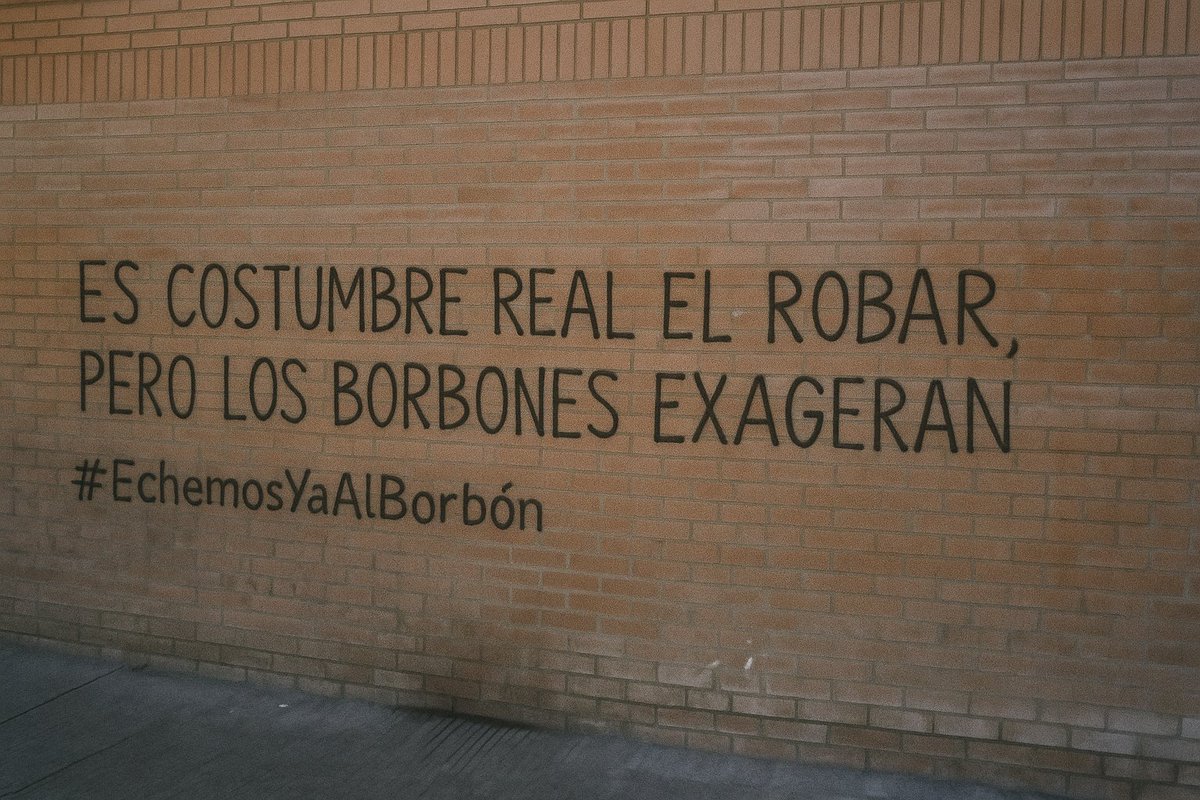 ES COSTUMBRE REAL EL ROBAR,
PERO LOS BORBONES EXAGERAN
#EchemosYaAlBorbón